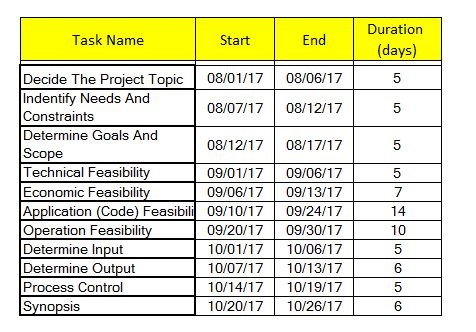 Task Name Start End Duration
(days)
Decide The Project Topic 08/01/17 08/06/17 5
Indentify Needs And
Constraints 08/07/17 08/12/17 5
Determine Goals And
Scope 08/12/17 08/17/17 5
Technical Feasibility 09/01/17 09/06/17 5
Economic Feasibility 09/06/17 09/13/17 7
Application (Code) Feasibili 09/10/17 09/24/17 14
Operation Feasibility 09/20/17 09/30/17 10
Determine Input 10/01/17 10/06/17 5
Determine Output 10/07/17 10/13/17 6
Process Control 10/14/17 10/19/17 5
Synopsis 10/20/17 10/26/17 6